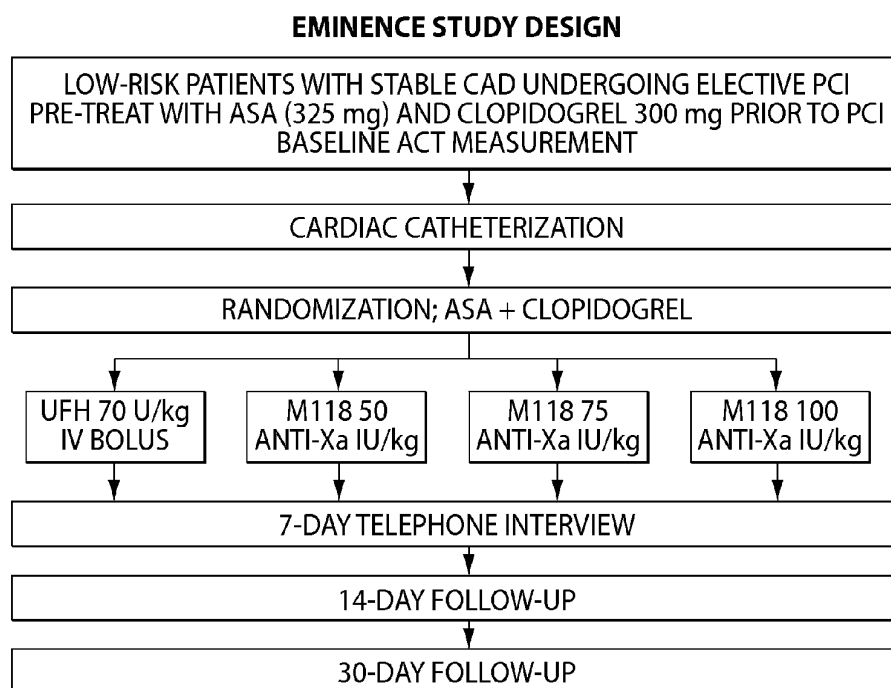 EMINENCE STUDY DESIGN
LOW-RISK PATIENTS WITH STABLE CAD UNDERGOING ELECTIVE PCI
PRE-TREAT WITH ASA (325 mg) AND CLOPIDOGREL 300 mg PRIOR TO PCI
BASELINE ACT MEASUREMENT
CARDIAC CATHETERIZATION
RANDOMIZATION; ASA + CLOPIDOGREL
UFH 70 U/kg
IV BOLUS
M118 50
ANTI-Xa IU/kg
M118 75
ANTI-Xa IU/kg
M118 100
ANTI-Xa IU/kg
7-DAY TELEPHONE INTERVIEW
14-DAY FOLLOW-UP
30-DAY FOLLOW-UP